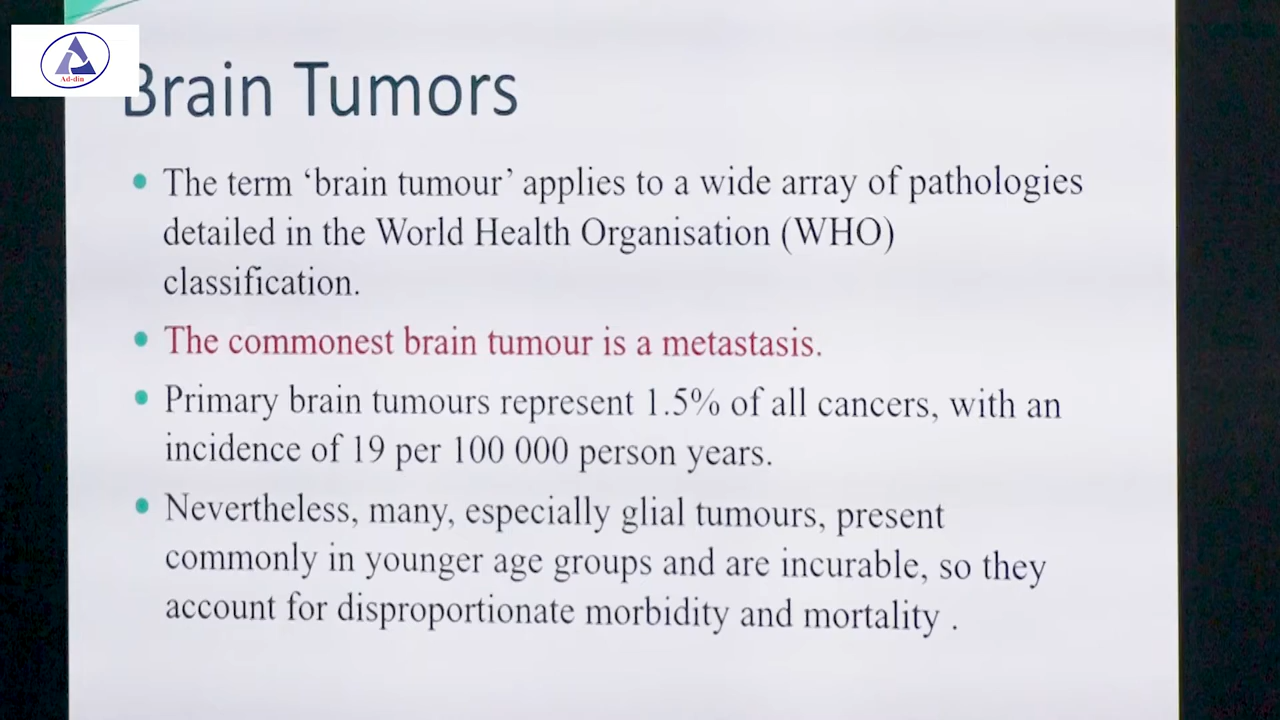 Ad-din
Brain Tumors
• The term ‘brain tumour’ applies to a wide array of pathologies
detailed in the World Health Organisation (WHO)
classification.
• The commonest brain tumour is a metastasis.
• Primary brain tumours represent 1.5% of all cancers, with an
incidence of 19 per 100 000 person years.
• Nevertheless, many, especially glial tumours, present
commonly in younger age groups and are incurable, so they
account for disproportionate morbidity and mortality .